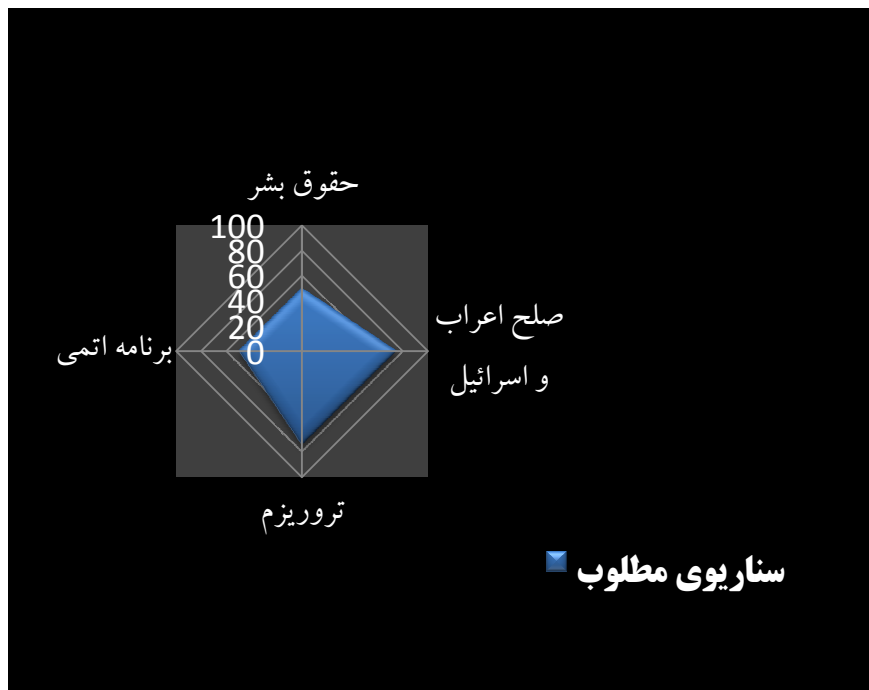 حقوق بشر
100
80
60
40
20
0
صلح اعراب
و اسرائیل
برنامه اتمی
تروریزم
سناریوی مطلوب